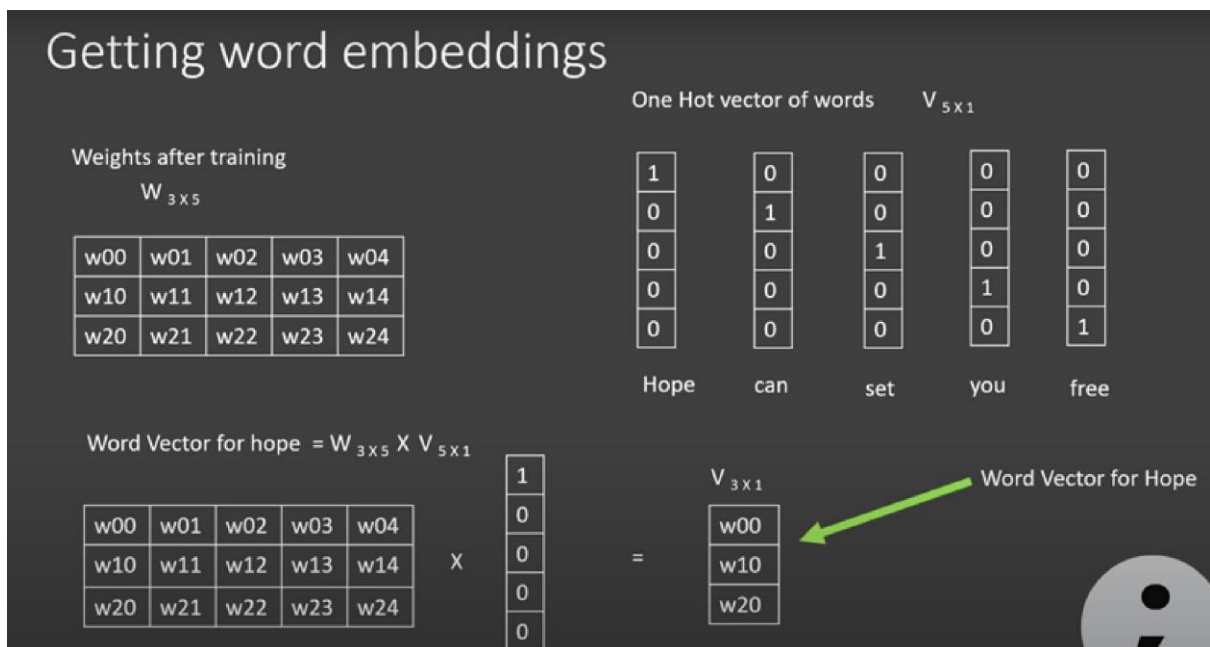 Getting word embeddings
One Hot vector of words V 5 X 1
Weights after training
W 3 X 5
w00 w01 w02 w03 w04
w10 w11 w12 w13 w14
w20 w21 w22 w23 w24
1 0 0 0 0
0 1 0 0 0
0 0 1 0 0
0 0 0 1 0
0 0 0 0 1
Hope can set you free
Word Vector for hope = W 3 X 5 X V 5 X 1
w00 w01 w02 w03 w04
w10 w11 w12 w13 w14
w20 w21 w22 w23 w24
X
1
0
0
0
0
=
V 3 X 1
w00
w10
w20
Word Vector for Hope
;